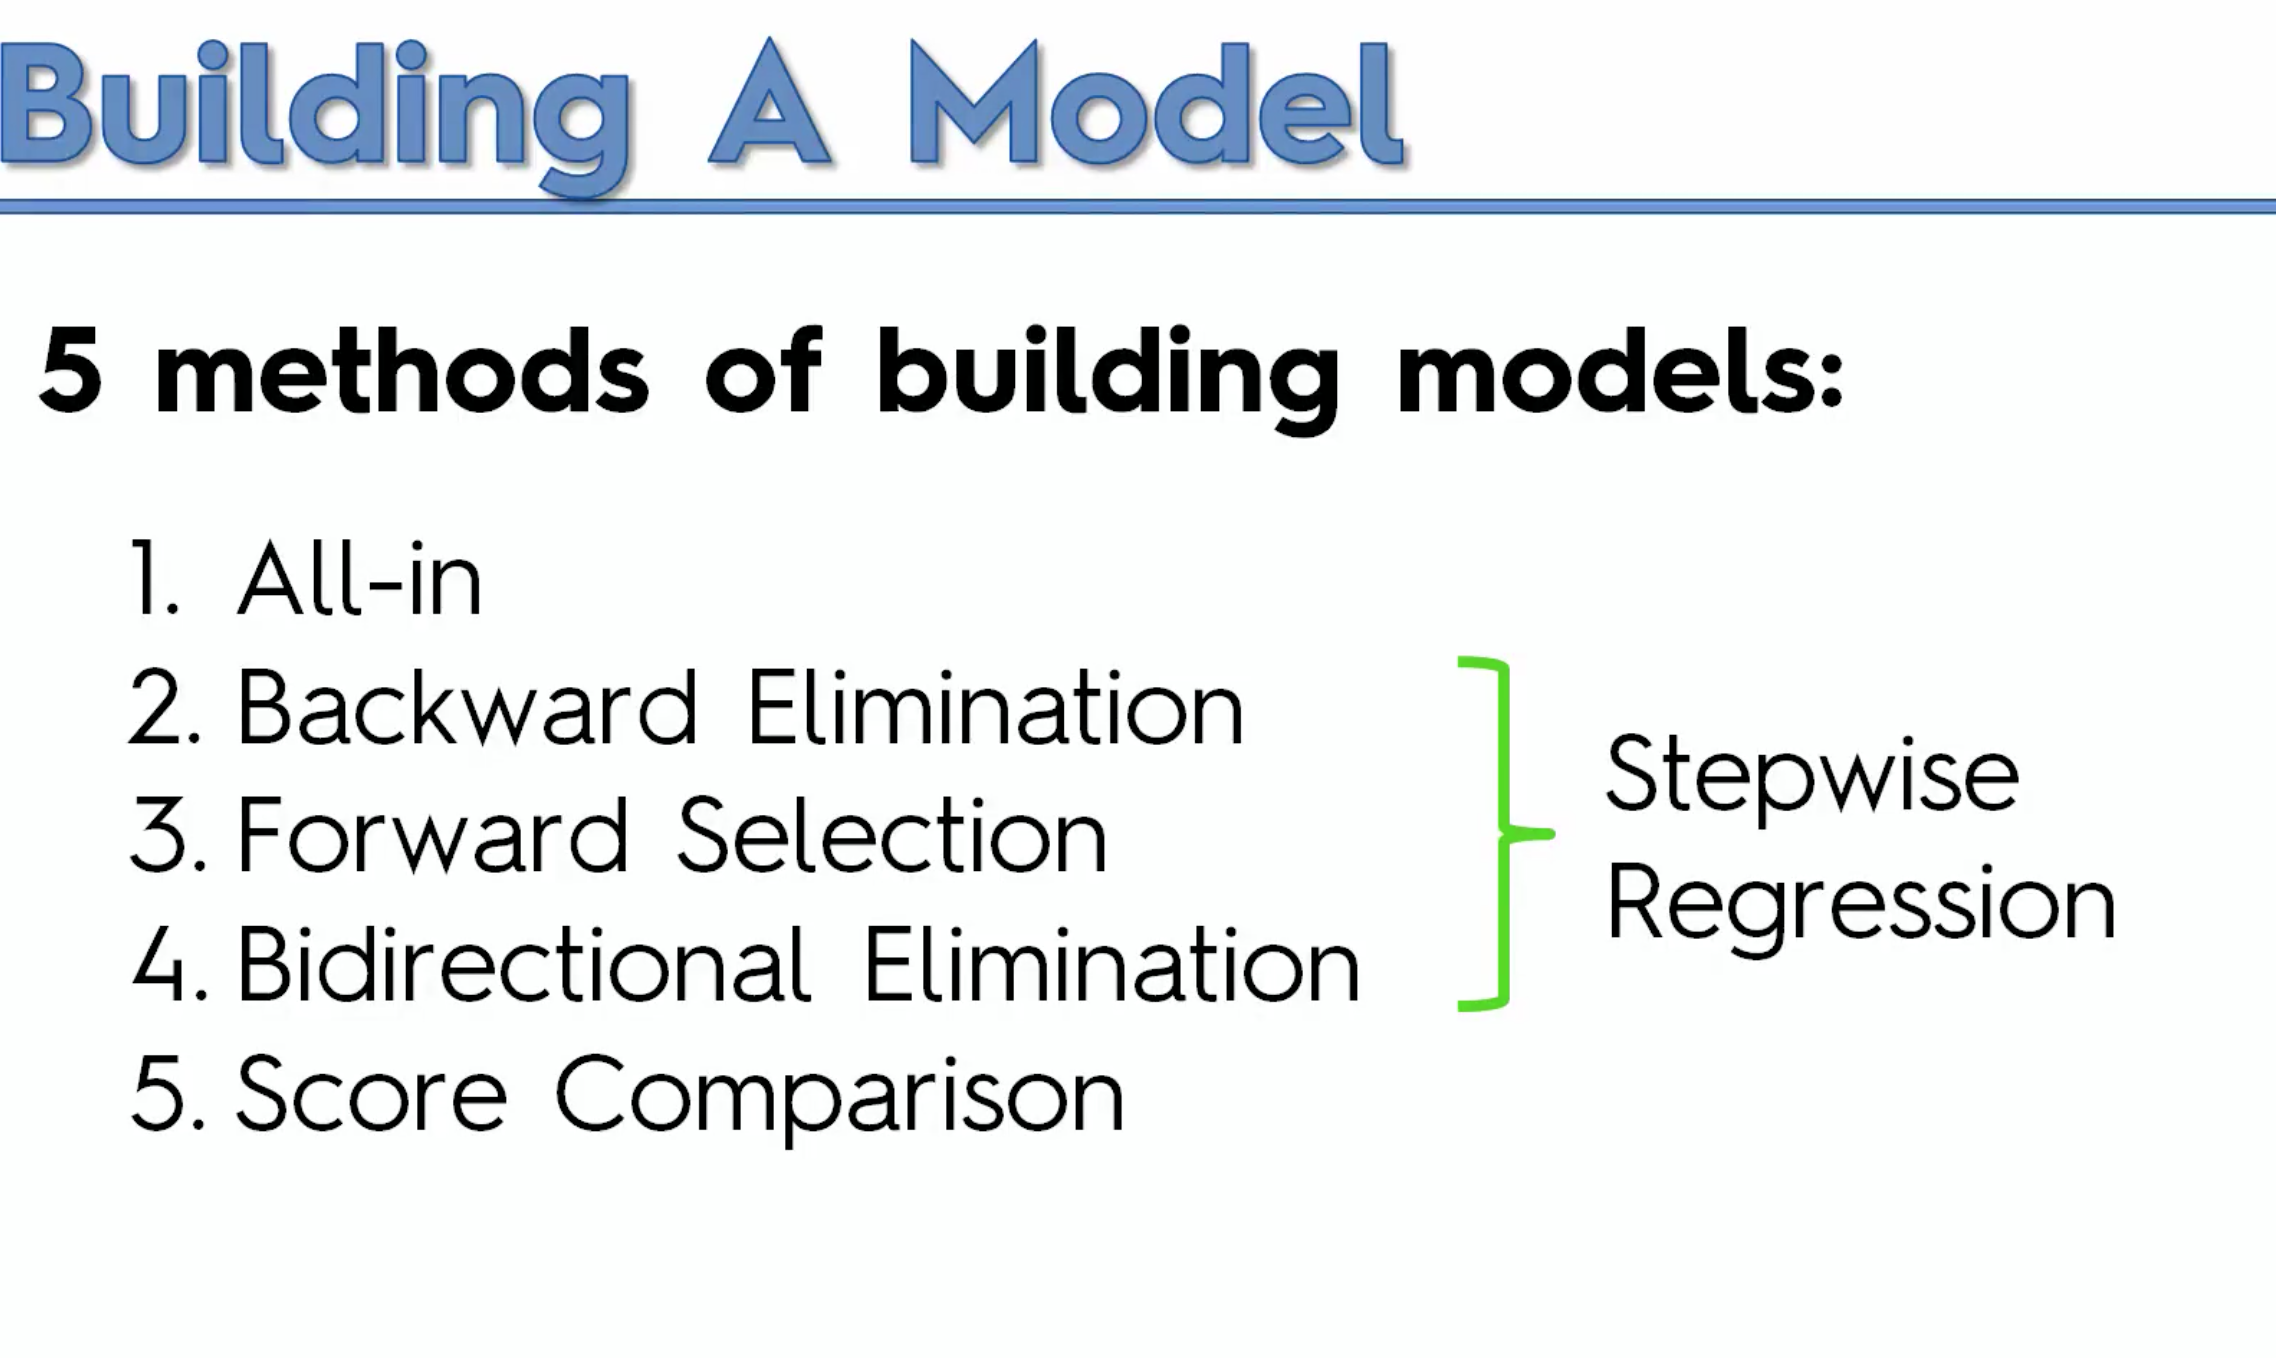 Building A Model
5 methods of building models:
1. All-in
2. Backward Elimination
3. Forward Selection
4. Bidirectional Elimination
5. Score Comparison
Stepwise
Regression